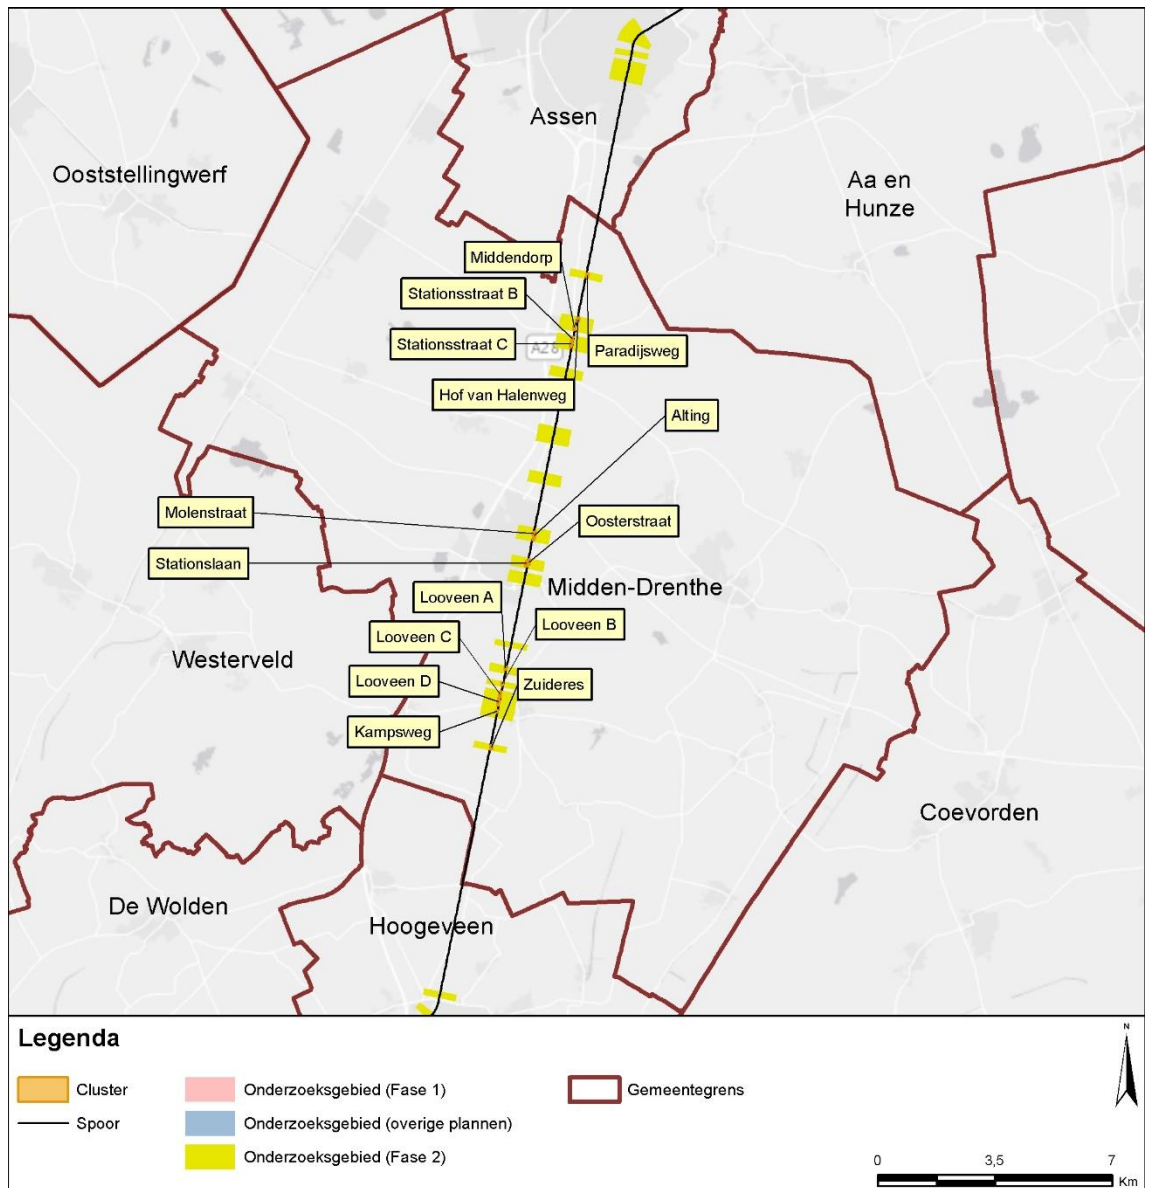 Assen
Ooststellingwerf
Aa en
Hunze
Middendorp
Stationsstraat B
Stationsstraat C
A28
Paradijsweg
Hof van Halenweg
Alting
Molenstraat
Oosterstraat
Stationslaan
Midden-Drenthe
Looveen A
Looveen B
Looveen C
Westerveld
Looveen D
Zuideres
Kampsweg
Coevorden
De Wolden
Hoogeveen
Legenda
Cluster
Spoor
Onderzoeksgebied (Fase 1)
Onderzoeksgebied (overige plannen)
Onderzoeksgebied (Fase 2)
Gemeentegrens
N
0 3,5 7
Km